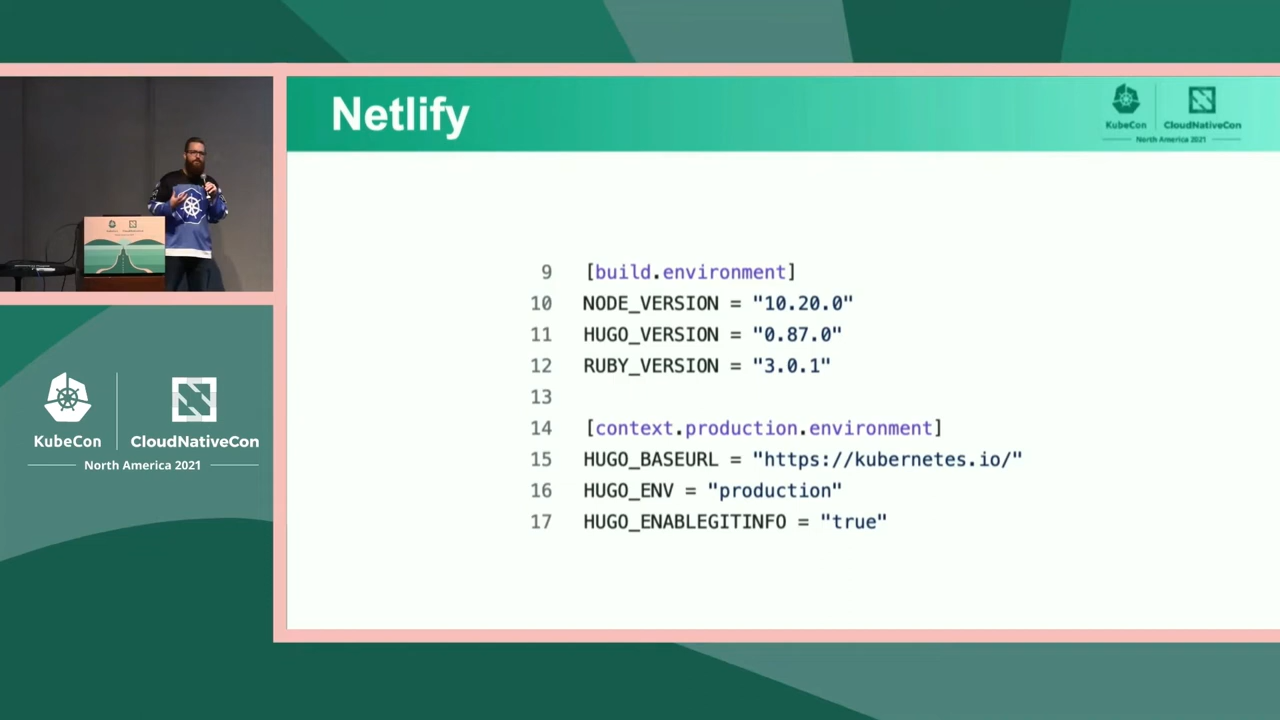 Netlify
KubeCon
CloudNativeCon
North America 2021
9 [build.environment]
10 NODE_VERSION = "10.20.0"
11 HUGO_VERSION = "0.87.0"
12 RUBY_VERSION = "3.0.1"
13
14 [context.production.environment]
15 HUGO_BASEURL = "https://kubernetes.io/"
16 HUGO_ENV = "production"
17 HUGO_ENABLEGITINFO = "true"
KubeCon
CloudNativeCon
North America 2021